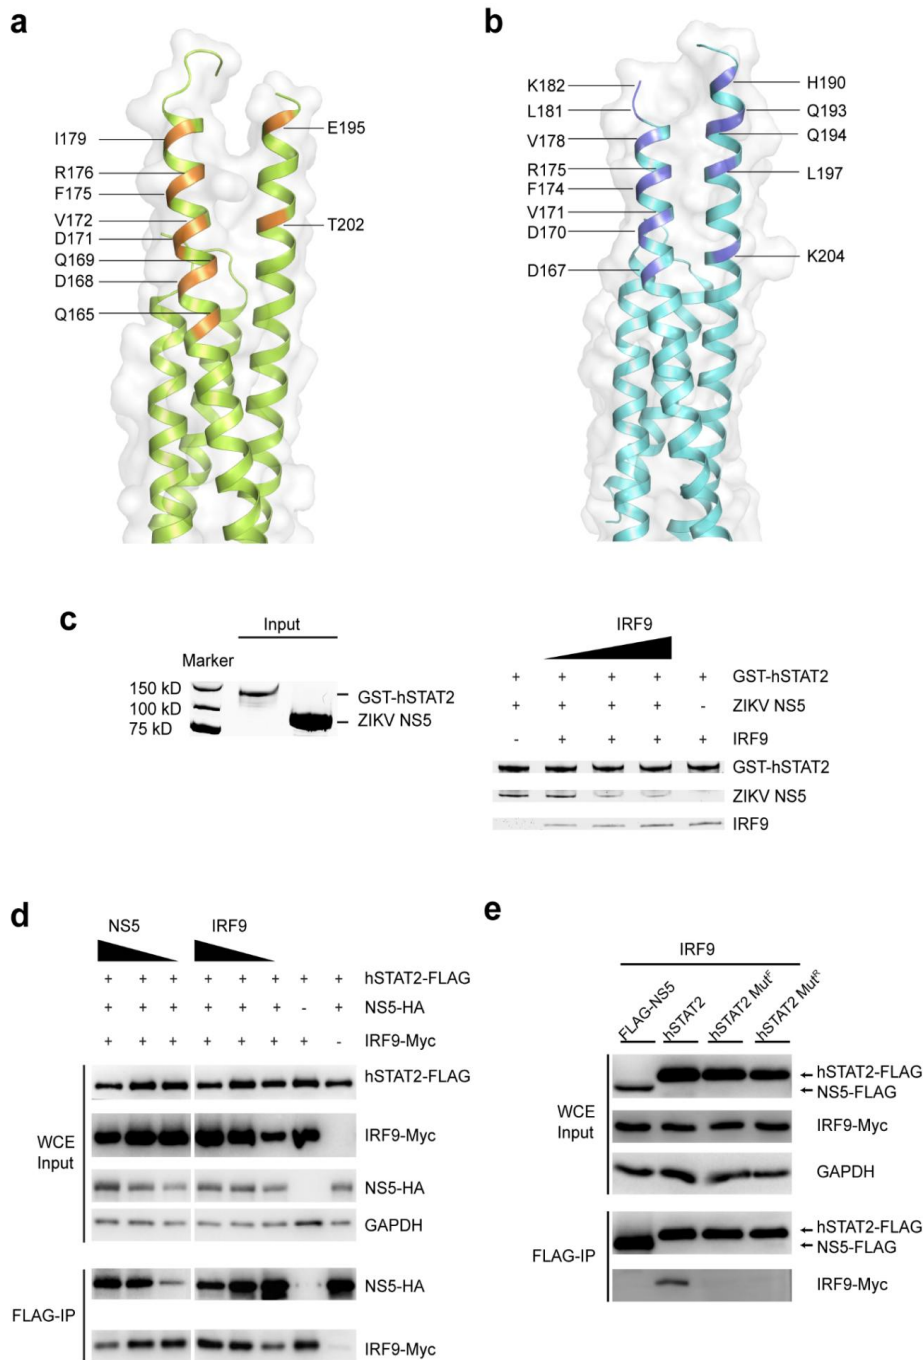 a
I179
R176
F175
V172
D171
Q169
D168
Q165
E195
T202
b
K182
L181
V178
R175
F174
V171
D170
D167
H190
Q193
Q194
L197
K204
c
Input
Marker
150 kD
100 kD
75 kD
GST-hSTAT2
ZIKV NS5
IRF9
+ + + + + GST-hSTAT2
+ + + + - ZIKV NS5
- + + + + IRF9
GST-hSTAT2
ZIKV NS5
IRF9
d
NS5 IRF9
+ + + + + + + + hSTAT2-FLAG
+ + + + + + - + NS5-HA
+ + + + + + + - IRF9-Myc
WCE
Input
hSTAT2-FLAG
IRF9-Myc
NS5-HA
GAPDH
FLAG-IP
NS5-HA
IRF9-Myc
e
IRF9
FLAG-NS5
hSTAT2
hSTAT2 Mutᶠ
hSTAT2 Mutᴿ
WCE
Input
hSTAT2-FLAG
NS5-FLAG
IRF9-Myc
GAPDH
FLAG-IP
hSTAT2-FLAG
NS5-FLAG
IRF9-Myc